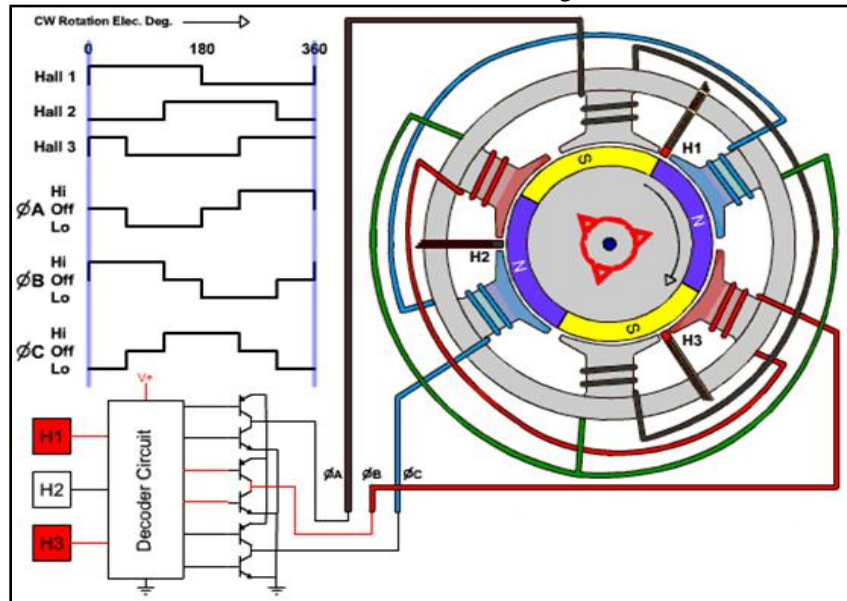 CW Rotation Elec. Deg.
0 180 360
Hall 1
Hall 2
Hall 3
Hi
ØA Off
Lo
Hi
ØB Off
Lo
Hi
ØC Off
Lo
V+
H1
H2
H3
Decoder Circuit
ØA ØB ØC
H1
H2
H3
S
N
N
S